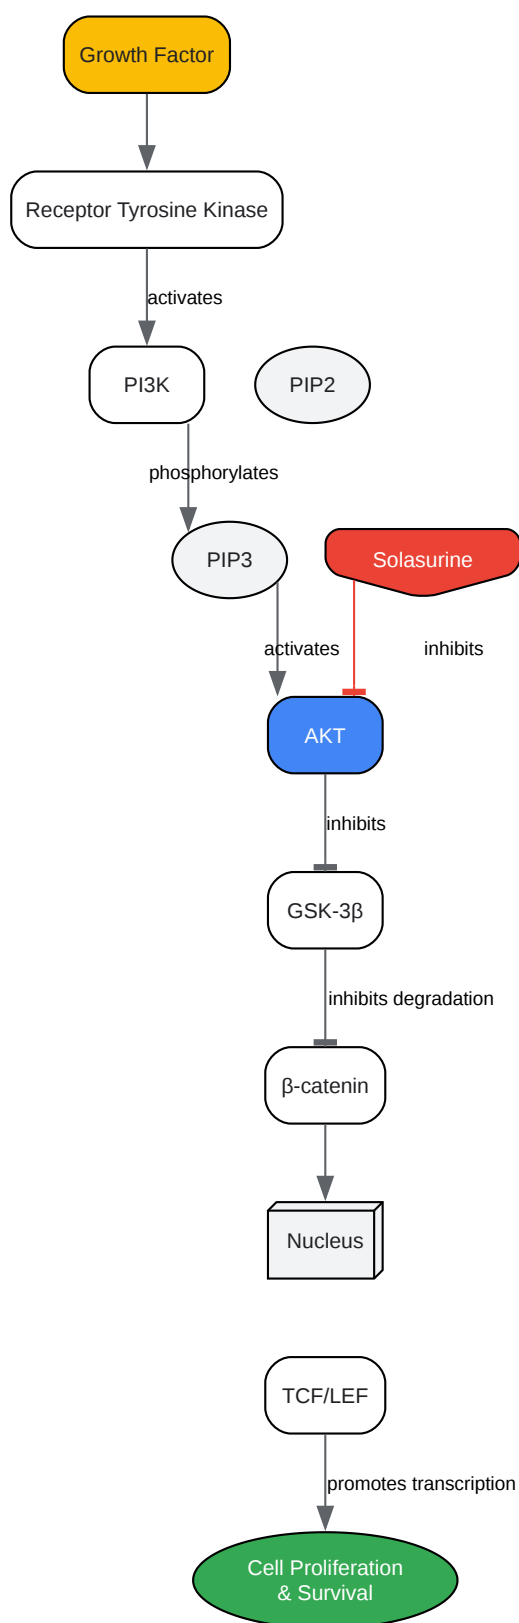 Growth Factor
Receptor Tyrosine Kinase
activates
PI3K
PIP2
phosphorylates
PIP3
Solasurine
activates
inhibits
AKT
inhibits
GSK-3β
inhibits degradation
β-catenin
Nucleus
TCF/LEF
promotes transcription
Cell Proliferation
& Survival